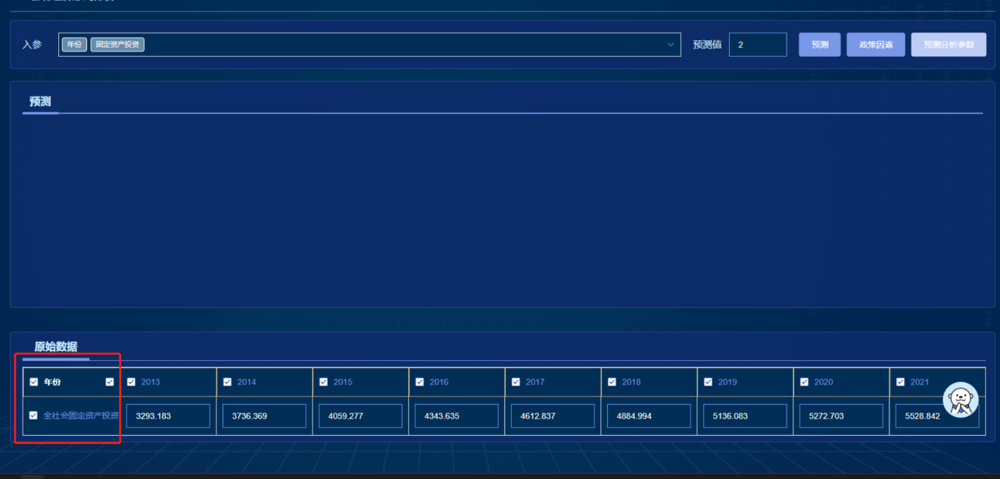 入参 年份 固定资产投资 预测值 2 预测 政策因素 预测分析参数
预测
原始数据
年份 2013 2014 2015 2016 2017 2018 2019 2020 2021
全社会固定资产投资 3293.183 3736.369 4059.277 4343.635 4612.837 4884.994 5136.083 5272.703 5528.842